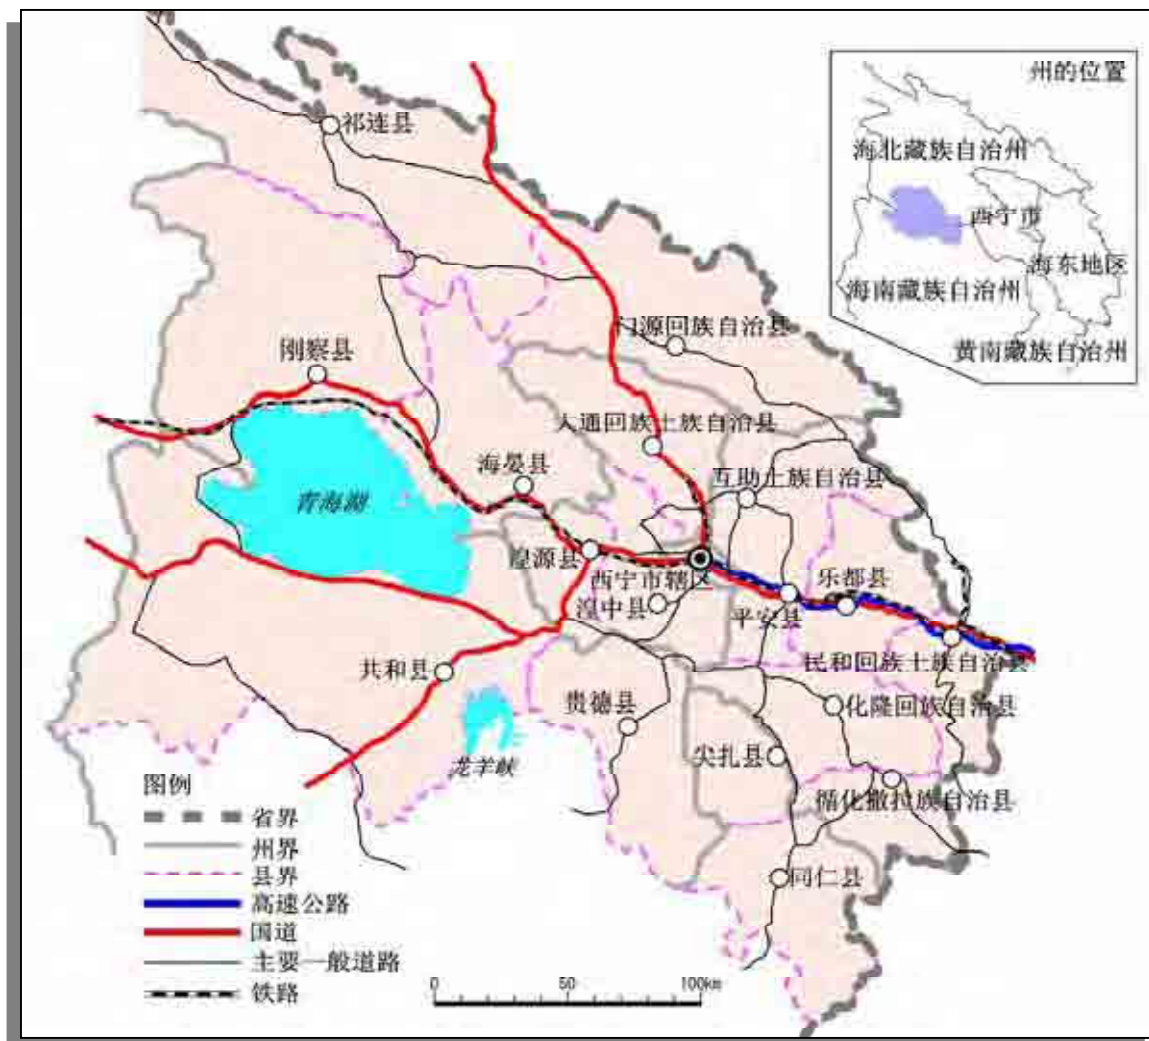 州的位置
海北藏族自治州
西宁市
海东地区
海南藏族自治州
黄南藏族自治州
祁连县
门源回族自治县
刚察县
大通回族土族自治县
海晏县
互助土族自治县
青海湖
湟源县
西宁市辖区
乐都县
湟中县
平安县
民和回族土族自治县
共和县
贵德县
化隆回族自治县
尖扎县
龙羊峡
循化撒拉族自治县
同仁县
图例
省界
州界
县界
高速公路
国道
主要一般道路
铁路
0 50 100km